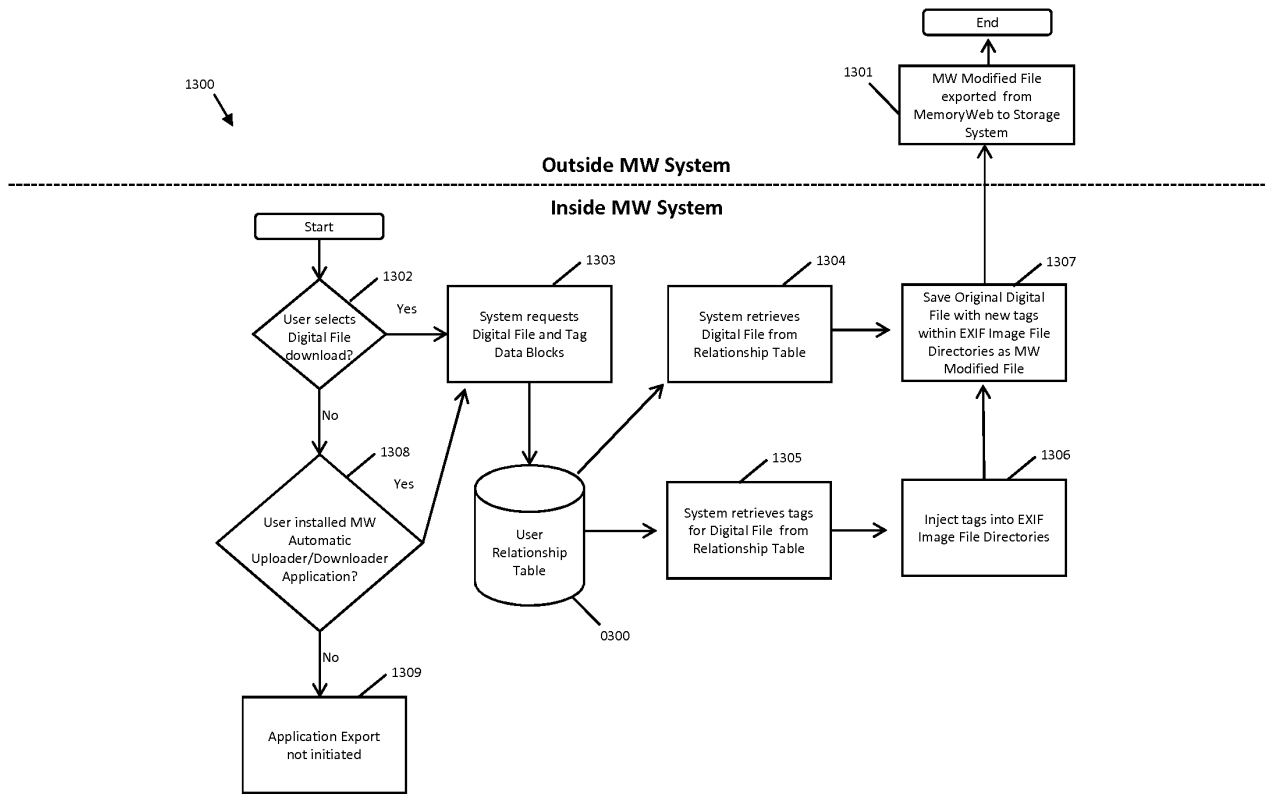 End
1301
MW Modified File
exported from
MemoryWeb to Storage
System
1300
Outside MW System
Inside MW System
Start
1302
User selects
Digital File
download?
Yes
No
1303
System requests
Digital File and Tag
Data Blocks
1304
System retrieves
Digital File from
Relationship Table
1307
Save Original Digital
File with new tags
within EXIF Image File
Directories as MW
Modified File
1308
User installed MW
Automatic
Uploader/Downloader
Application?
Yes
No
User
Relationship
Table
0300
1305
System retrieves tags
for Digital File from
Relationship Table
1306
Inject tags into EXIF
Image File Directories
1309
Application Export
not initiated